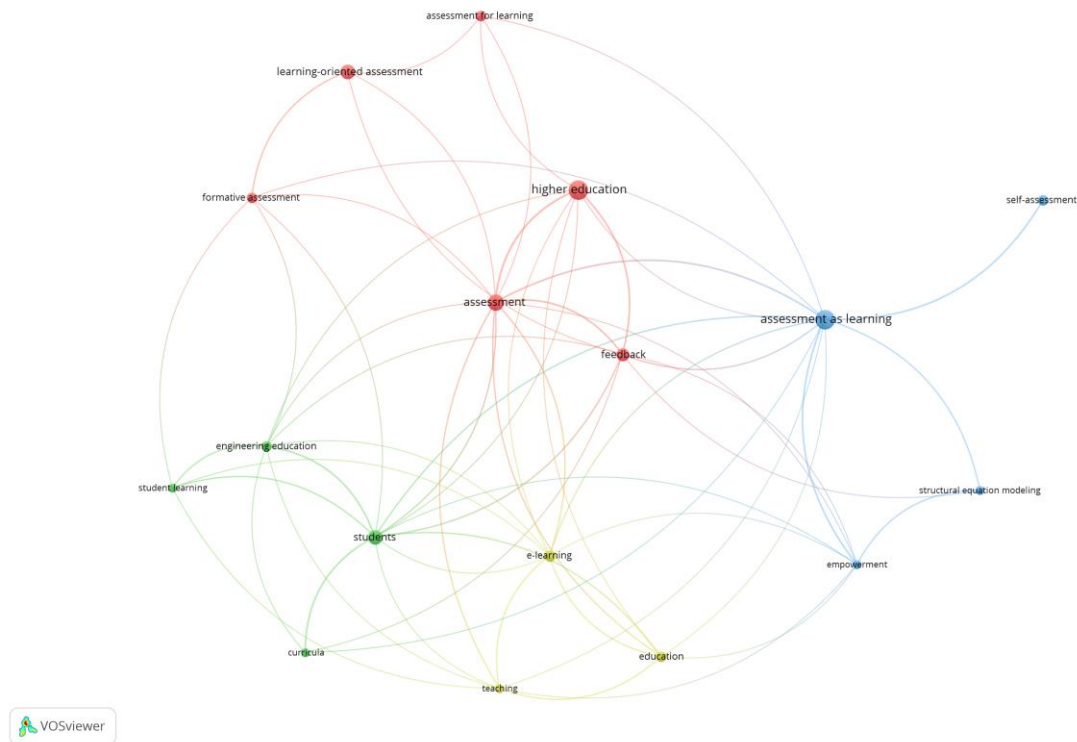 assessment for learning
learning-oriented assessment
higher education
formative assessment
self-assessment
assessment
assessment as learning
feedback
engineering education
student learning
structural equation modeling
students
e-learning
empowerment
curricula
education
teaching
VOSviewer